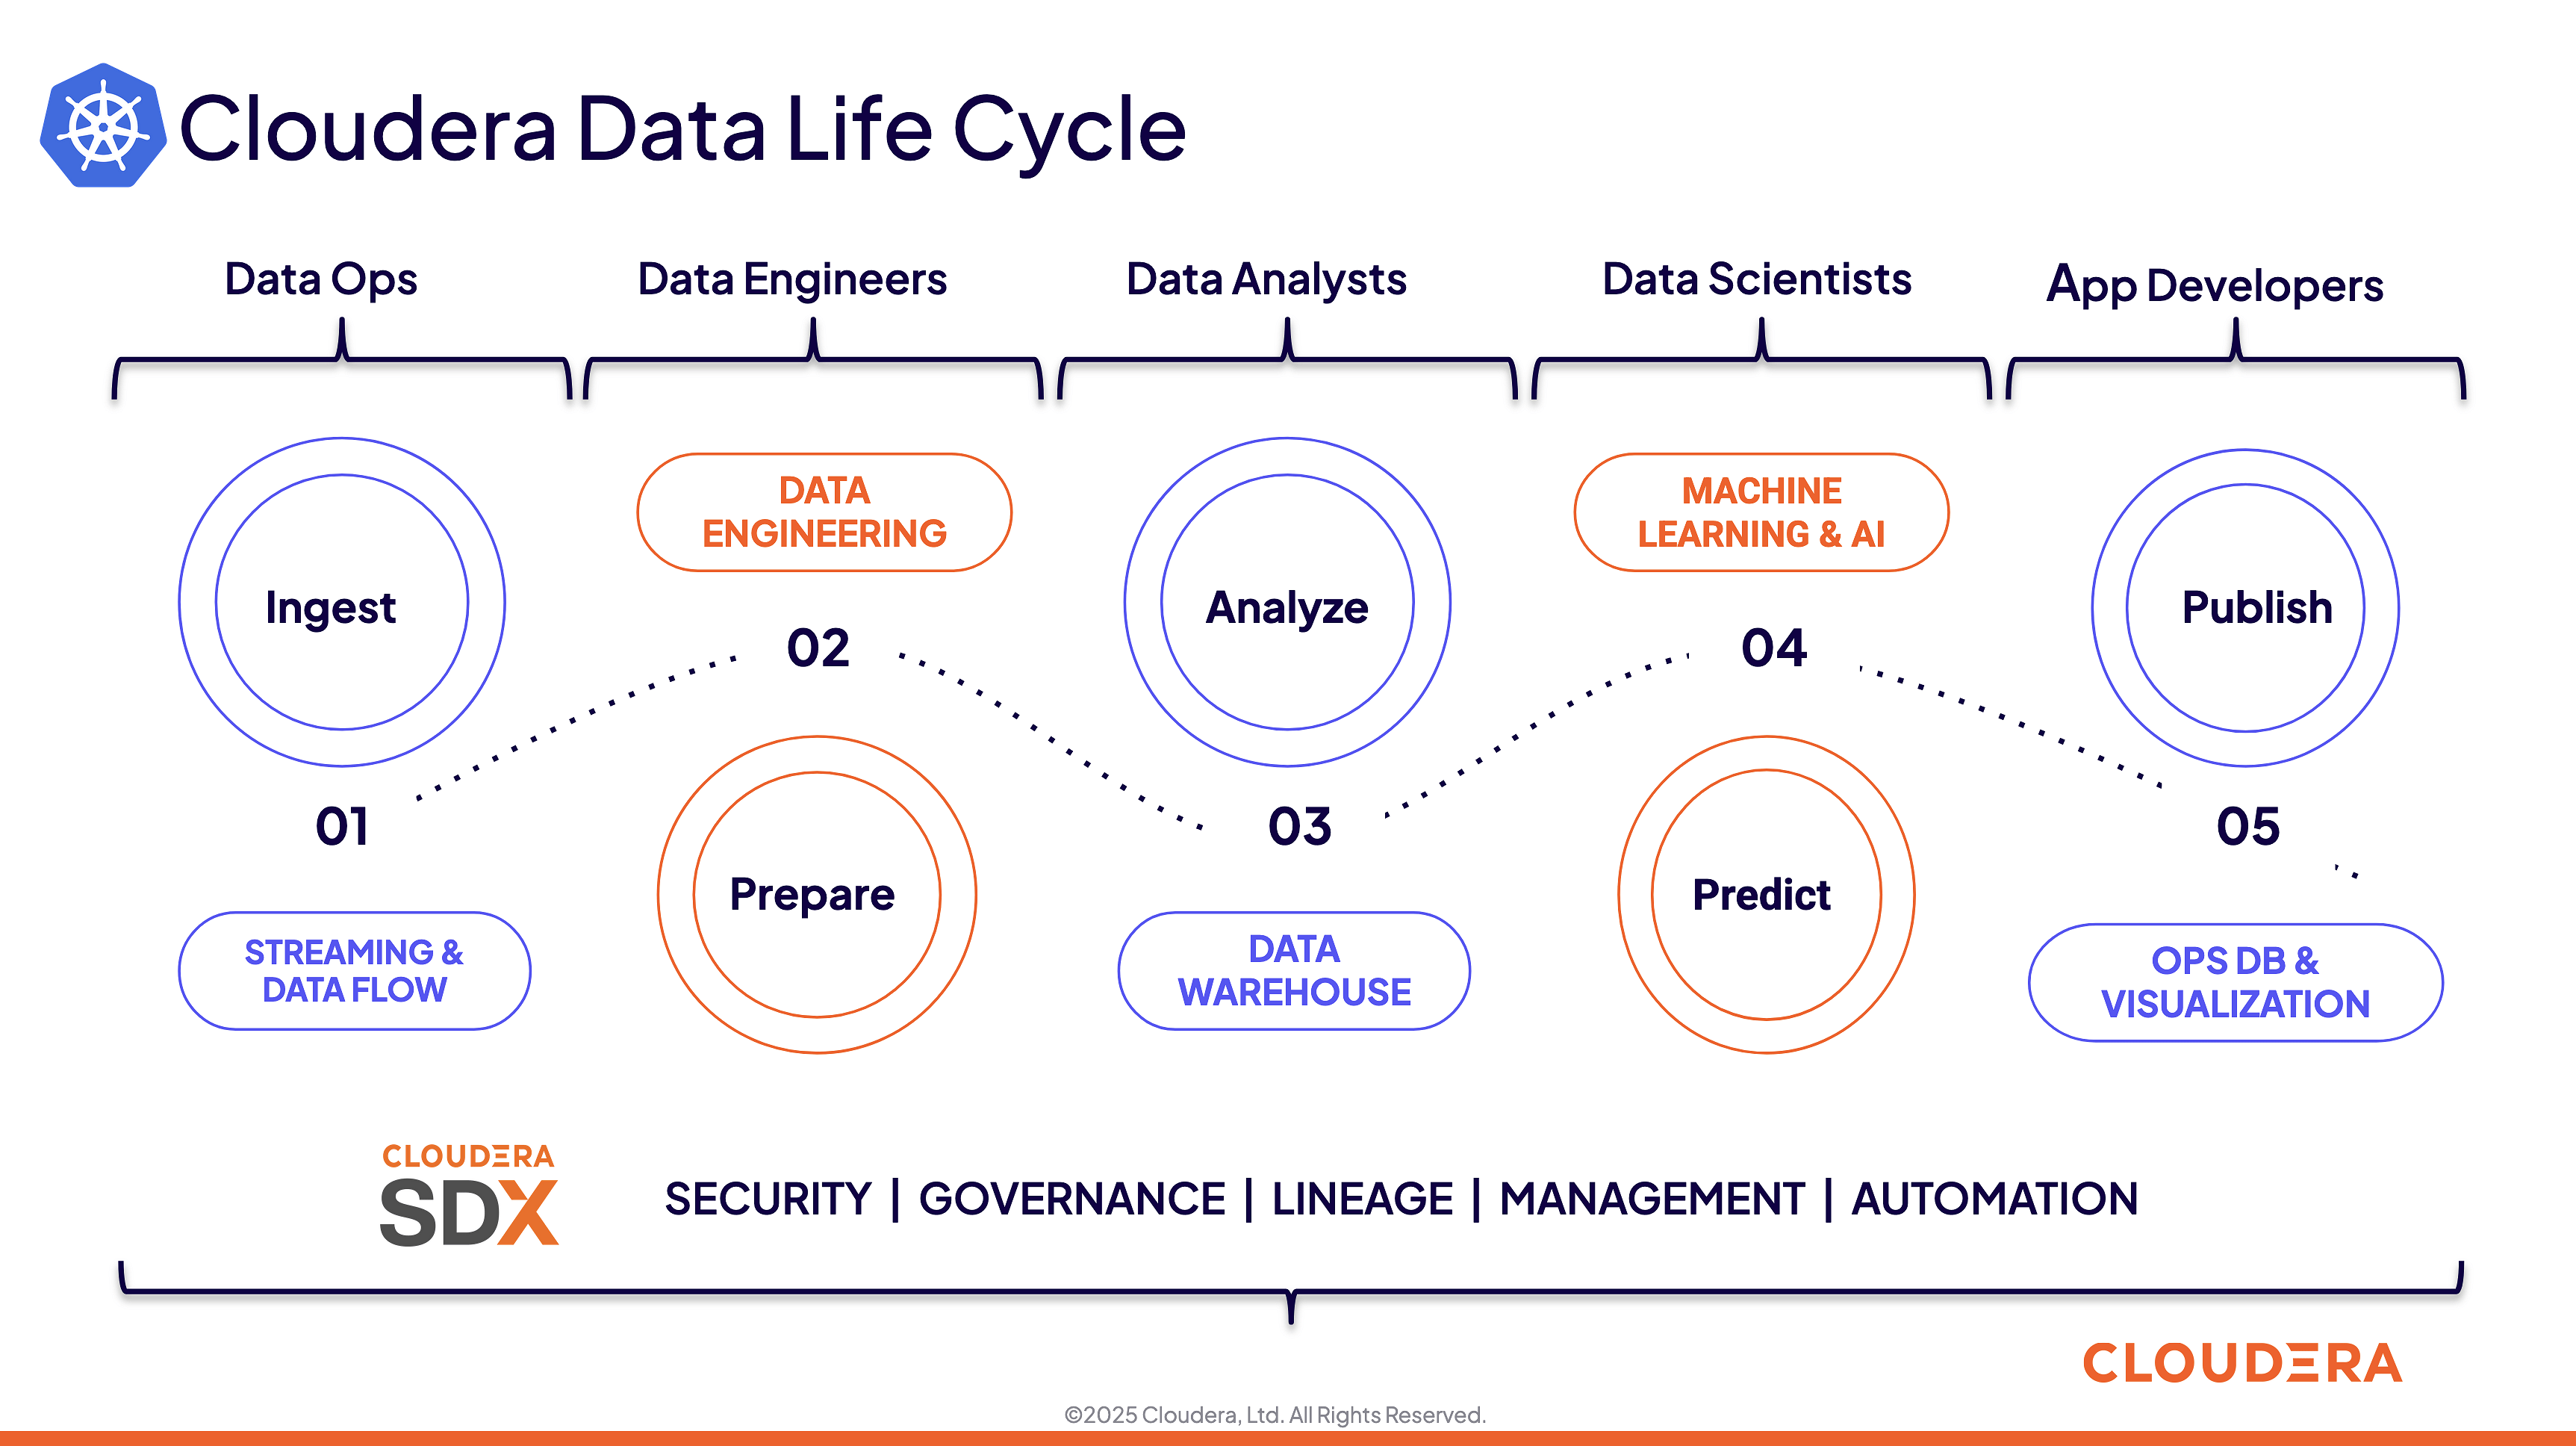 Cloudera Data Life Cycle
Data Ops
Data Engineers
Data Analysts
Data Scientists
App Developers
Ingest
01
STREAMING &
DATA FLOW
DATA
ENGINEERING
02
Prepare
Analyze
03
DATA
WAREHOUSE
MACHINE
LEARNING & AI
04
Predict
Publish
05
OPS DB &
VISUALIZATION
CLOUDERA
SDX
SECURITY | GOVERNANCE | LINEAGE | MANAGEMENT | AUTOMATION
CLOUDERA
©2025 Cloudera, Ltd. All Rights Reserved.